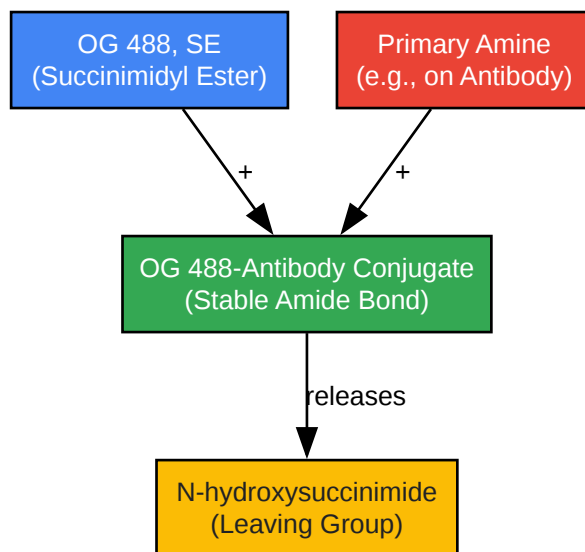 OG 488, SE
(Succinimidyl Ester)
Primary Amine
(e.g., on Antibody)
+
+
OG 488-Antibody Conjugate
(Stable Amide Bond)
releases
N-hydroxysuccinimide
(Leaving Group)